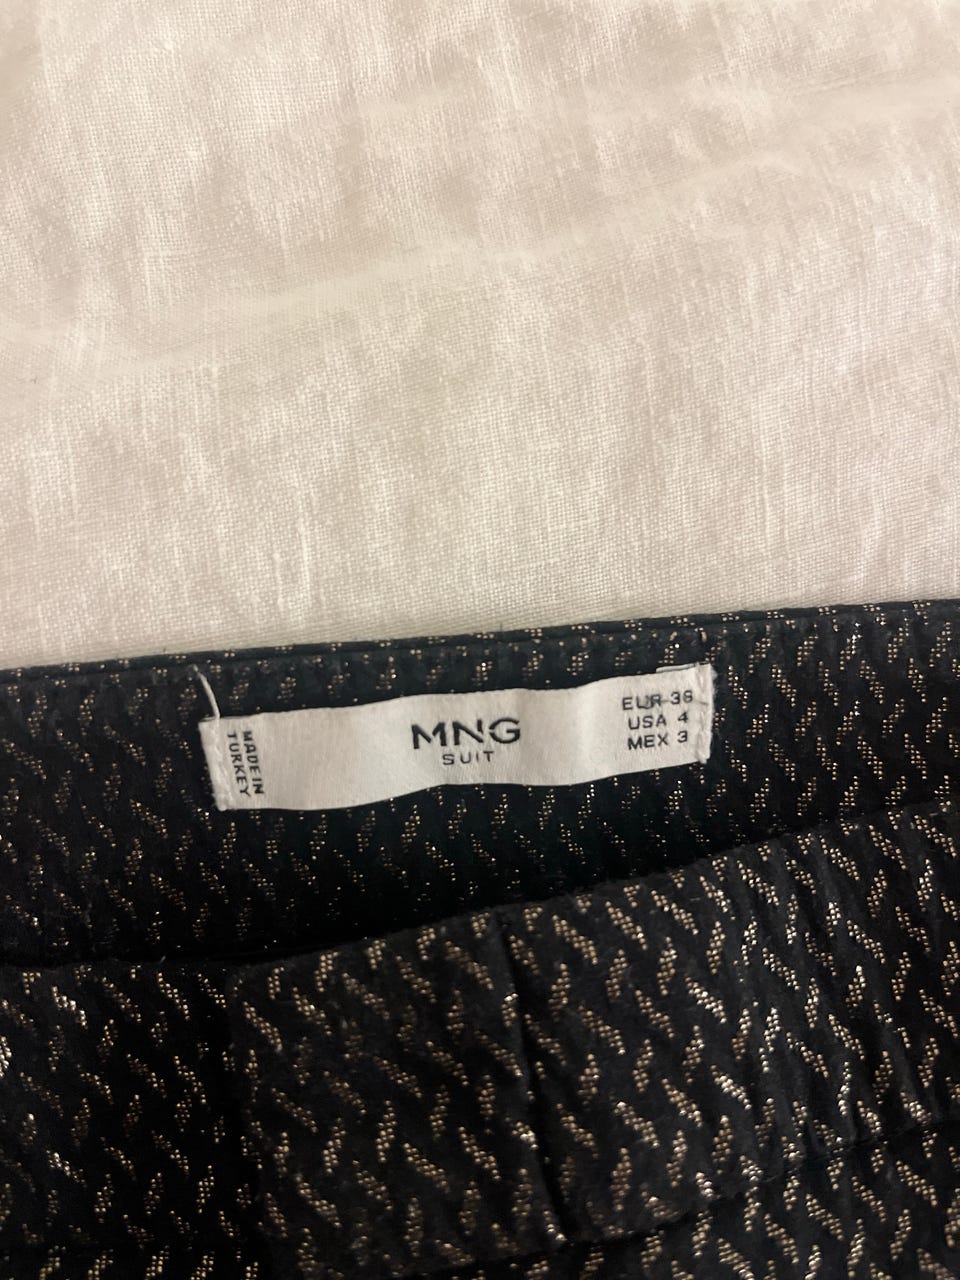 MADE IN
TURKEY
MNG
SUIT
EUR 36
USA 4
MEX 3